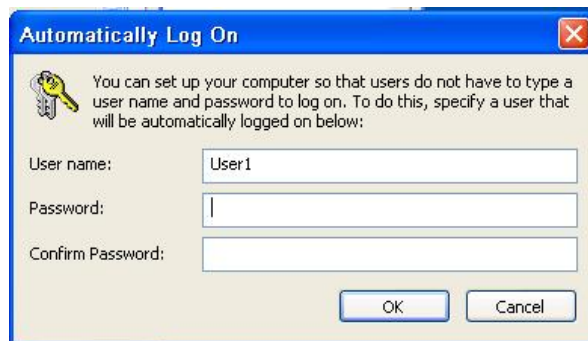 Automatically Log On
You can set up your computer so that users do not have to type a
user name and password to log on. To do this, specify a user that
will be automatically logged on below:
User name:
User1
Password:
Confirm Password:
OK
Cancel